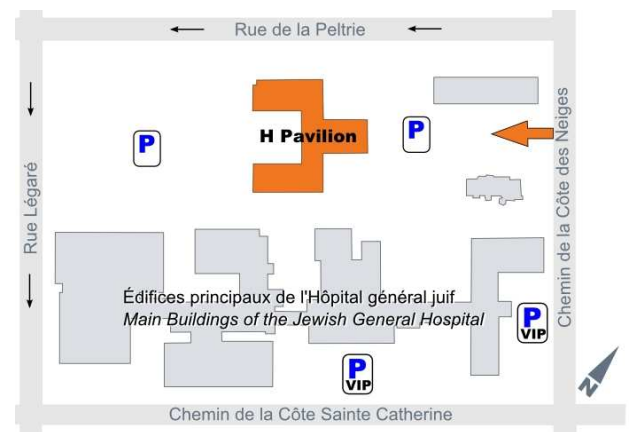 Rue de la Peltrie
P
H Pavilion
P
Rue Légaré
Chemin de la Côte des Neiges
Édifices principaux de l'Hôpital général juif
Main Buildings of the Jewish General Hospital
P
VIP
P
VIP
N
Chemin de la Côte Sainte Catherine